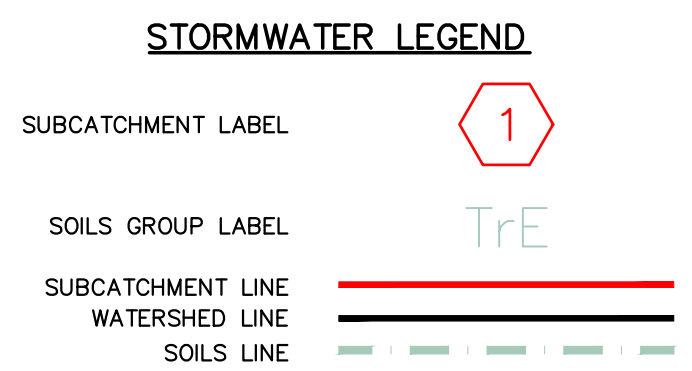 STORMWATER LEGEND
SUBCATCHMENT LABEL 1
SOILS GROUP LABEL TrE
SUBCATCHMENT LINE
WATERSHED LINE
SOILS LINE